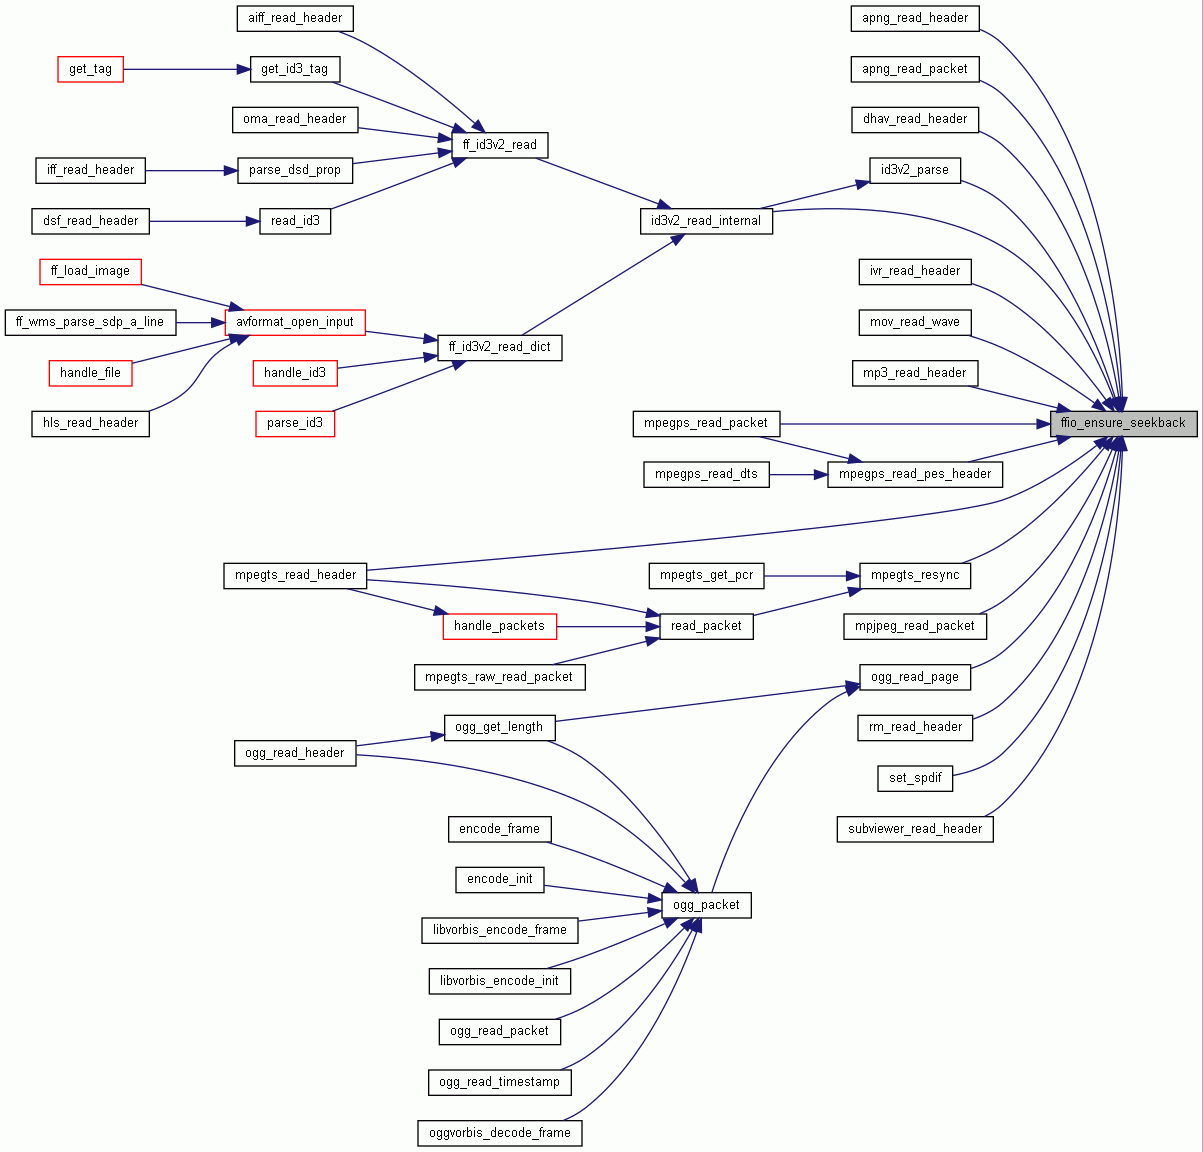 aiff_read_header
apng_read_header
get_tag
get_id3_tag
apng_read_packet
oma_read_header
dhav_read_header
ff_id3v2_read
iff_read_header
parse_dsd_prop
id3v2_parse
dsf_read_header
read_id3
id3v2_read_internal
ff_load_image
ivr_read_header
ff_wms_parse_sdp_a_line
avformat_open_input
mov_read_wave
ff_id3v2_read_dict
handle_file
handle_id3
mp3_read_header
hls_read_header
parse_id3
mpegps_read_packet
ffio_ensure_seekback
mpegps_read_dts
mpegps_read_pes_header
mpegts_read_header
mpegts_get_pcr
mpegts_resync
handle_packets
read_packet
mpjpeg_read_packet
mpegts_raw_read_packet
ogg_read_page
ogg_get_length
rm_read_header
ogg_read_header
set_spdif
encode_frame
subviewer_read_header
encode_init
ogg_packet
libvorbis_encode_frame
libvorbis_encode_init
ogg_read_packet
ogg_read_timestamp
oggvorbis_decode_frame